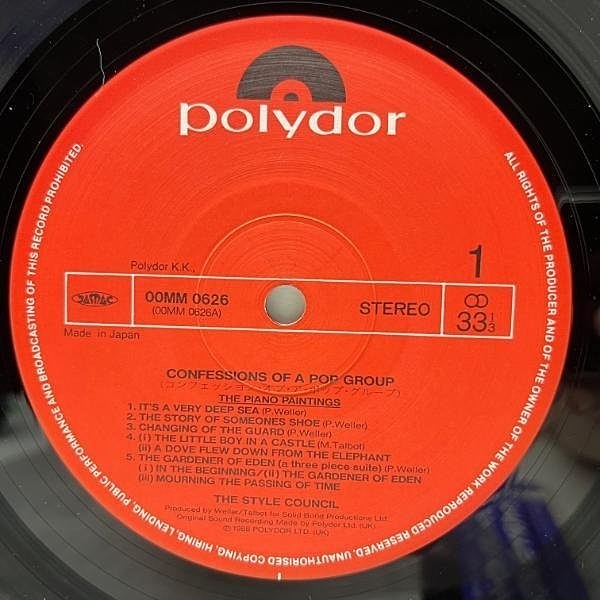 polydor
Polydor K.K.,
1
JASRAC
00MM 0626
(00MM 0626A)
STEREO
33 1/3
Made in Japan
CONFESSIONS OF A POP GROUP
(コンフェッション・オブ・ア・ポップ・グループ)
THE PIANO PAINTINGS
1. IT'S A VERY DEEP SEA (P.Weller)
2. THE STORY OF SOMEONES SHOE (P.Weller)
3. CHANGING OF THE GUARD (P.Weller)
4. (i) THE LITTLE BOY IN A CASTLE (M.Talbot)
(ii) A DOVE FLEW DOWN FROM THE ELEPHANT
5. THE GARDENER OF EDEN (a three piece suite) (P.Weller)
(i) IN THE BEGINNING/(ii) THE GARDENER OF EDEN
(iii) MOURNING THE PASSING OF TIME
THE STYLE COUNCIL
Produced by Weller/Talbot for Solid Bond Productions Ltd.
Original Sound Recording Made by Polydor Ltd. (UK)
℗ 1988 POLYDOR LTD. (UK)
ALL RIGHTS OF THE PRODUCER AND OF THE OWNER OF THE WORK REPRODUCED RESERVED. UNAUTHORISED COPYING, HIRING, LENDING, PUBLIC PERFORMANCE AND BROADCASTING OF THIS RECORD PROHIBITED.